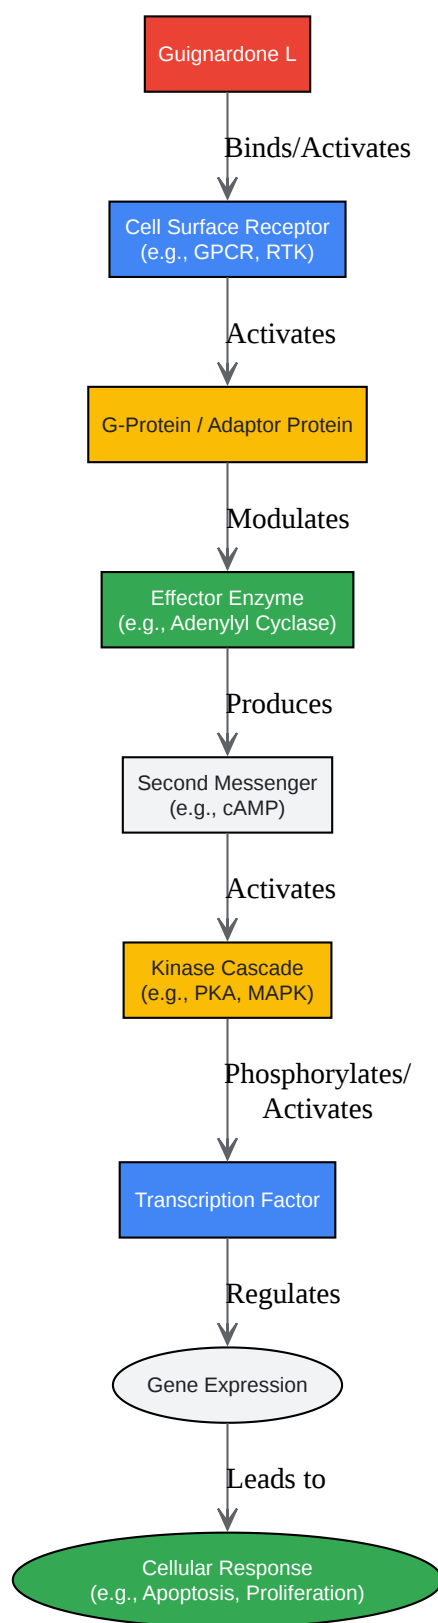 Guignardone L
Binds/Activates
Cell Surface Receptor
(e.g., GPCR, RTK)
Activates
G-Protein / Adaptor Protein
Modulates
Effector Enzyme
(e.g., Adenylyl Cyclase)
Produces
Second Messenger
(e.g., cAMP)
Activates
Kinase Cascade
(e.g., PKA, MAPK)
Phosphorylates/
Activates
Transcription Factor
Regulates
Gene Expression
Leads to
Cellular Response
(e.g., Apoptosis, Proliferation)